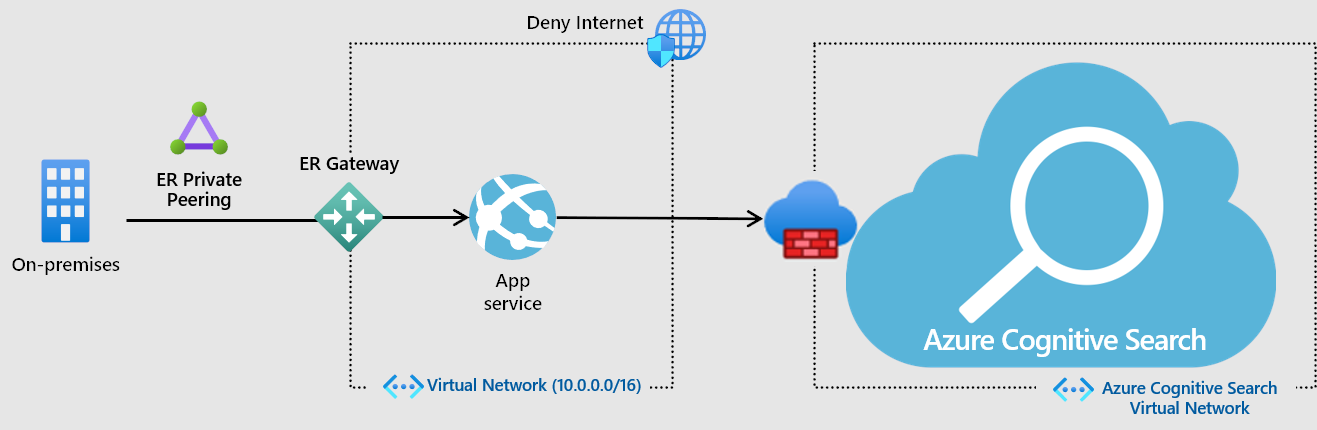 Deny Internet
ER Private
Peering
ER Gateway
On-premises
App
service
Azure Cognitive Search
Virtual Network (10.0.0.0/16)
Azure Cognitive Search
Virtual Network